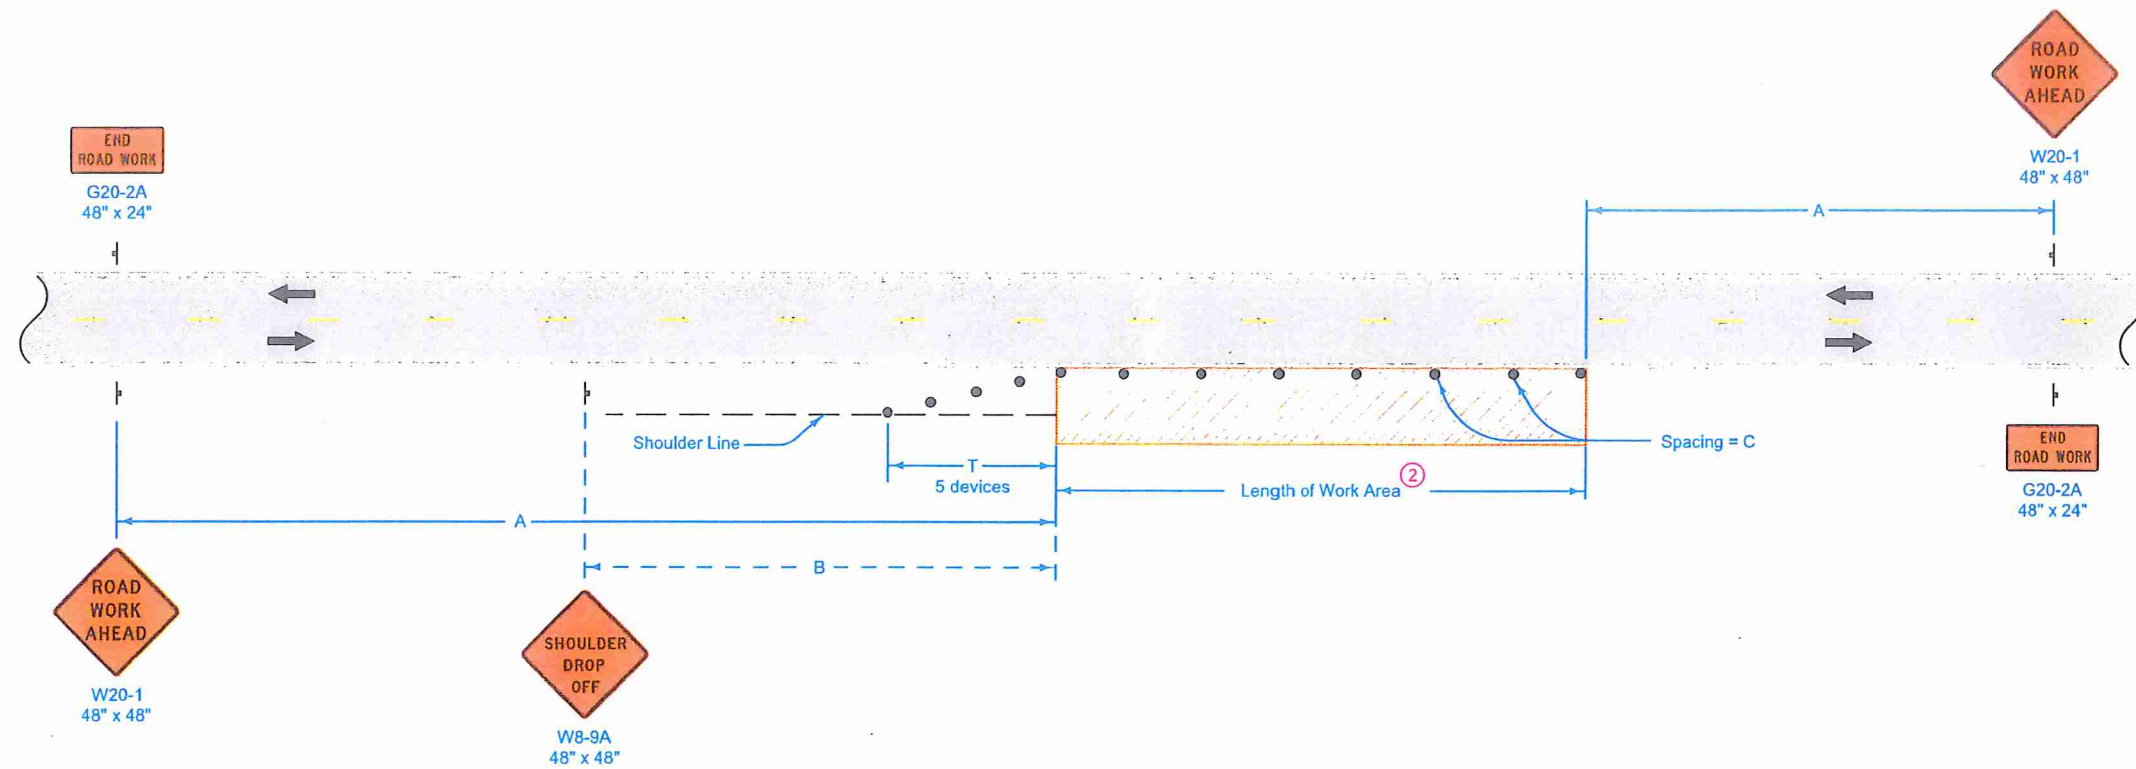 ROAD
WORK
AHEAD
W20-1
48" x 48"
END
ROAD WORK
G20-2A
48" x 24"
A
Shoulder Line
Spacing = C
T
5 devices
2
Length of Work Area
END
ROAD WORK
G20-2A
48" x 24"
A
B
ROAD
WORK
AHEAD
W20-1
48" x 48"
SHOULDER
DROP
OFF
W8-9A
48" x 48"